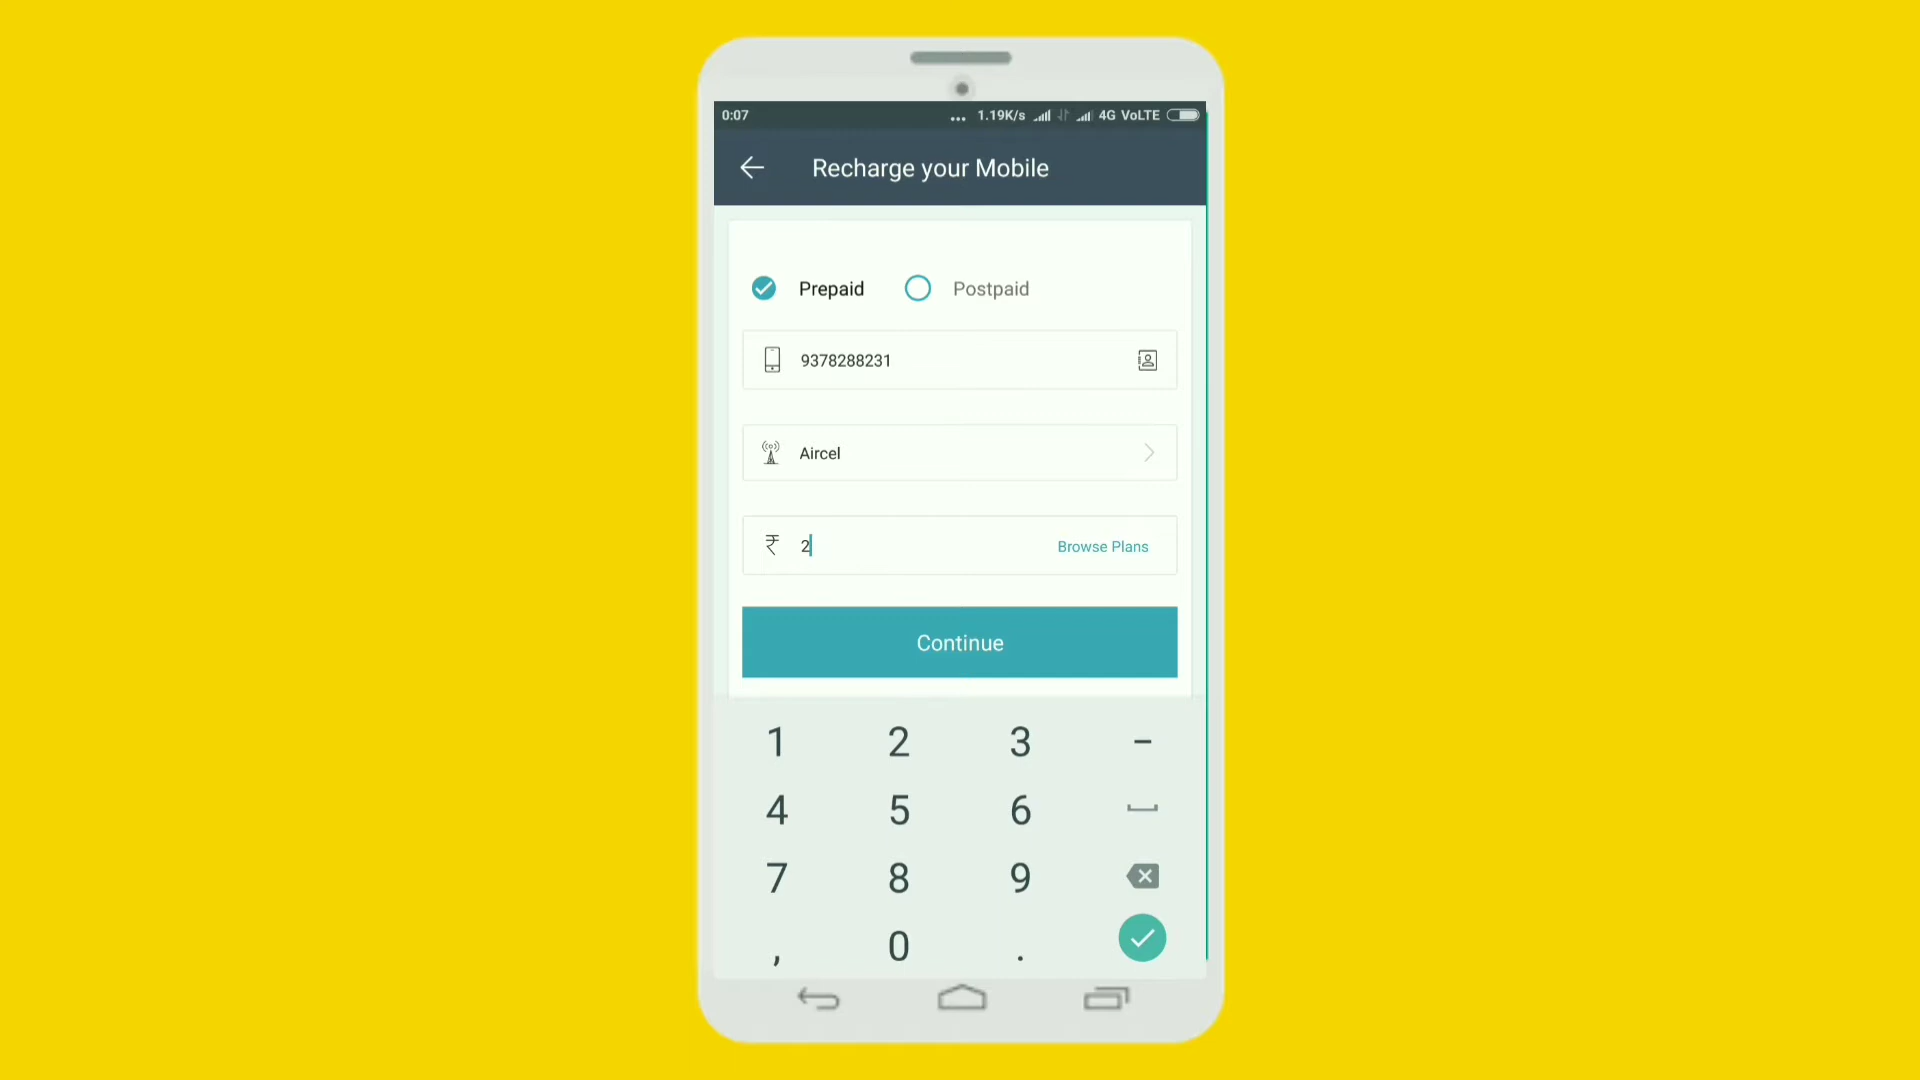 0:07 ... 1.19K/s 4G VoLTE
Recharge your Mobile
Prepaid Postpaid
9378288231
Aircel
₹ 2 Browse Plans
Continue
1 2 3 -
4 5 6
7 8 9
, 0 .